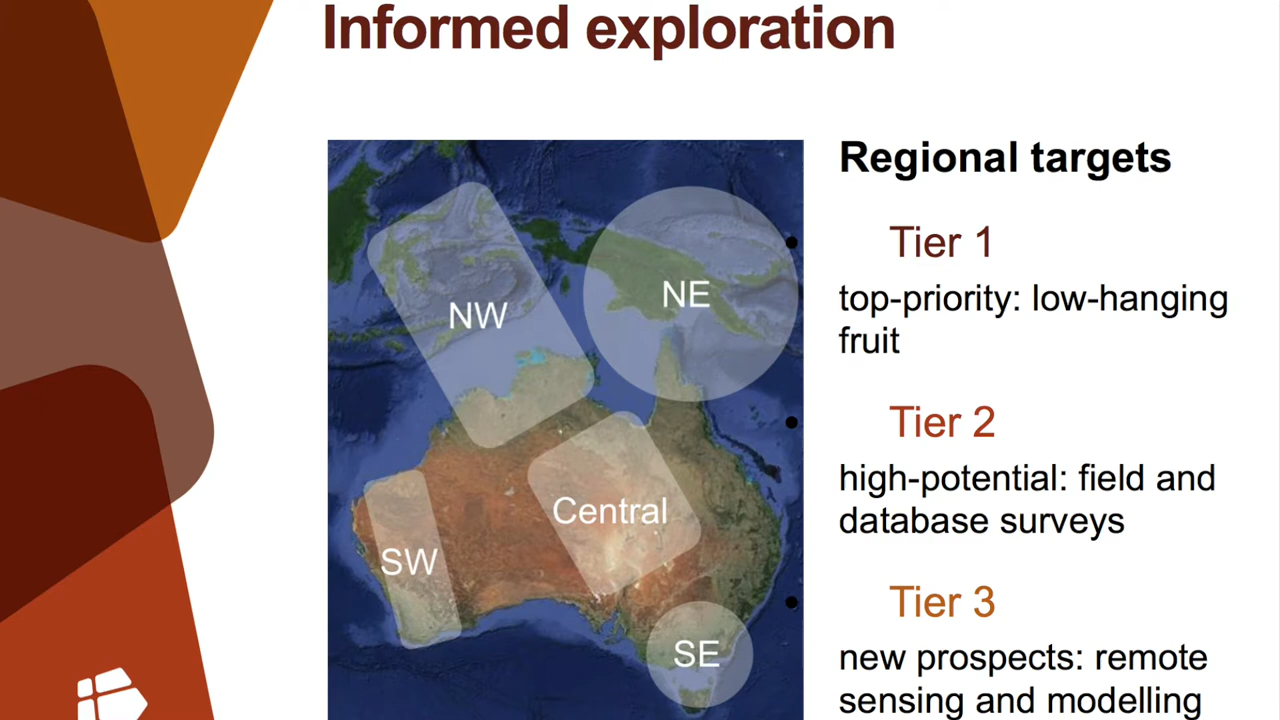 Informed exploration
Regional targets
Tier 1
top-priority: low-hanging
fruit
Tier 2
high-potential: field and
database surveys
Tier 3
new prospects: remote
sensing and modelling
NW
NE
Central
SW
SE